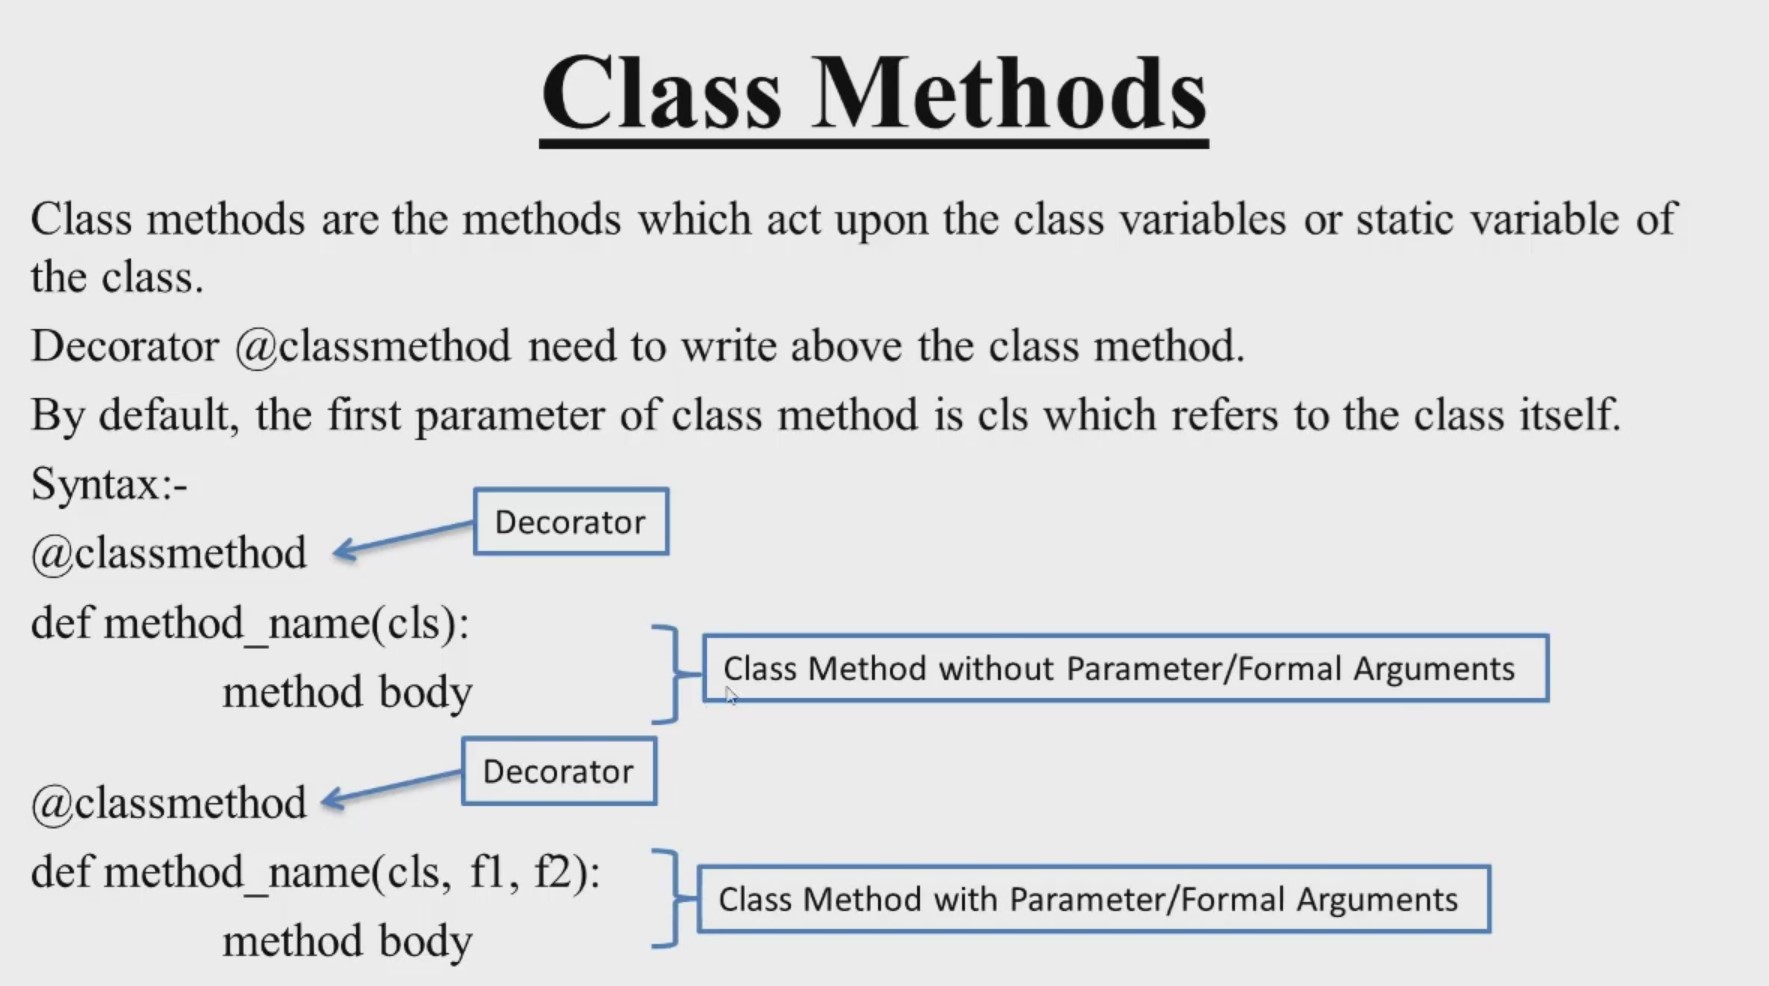 Class Methods
Class methods are the methods which act upon the class variables or static variable of
the class.
Decorator @classmethod need to write above the class method.
By default, the first parameter of class method is cls which refers to the class itself.
Syntax:-
Decorator
@classmethod
def method_name(cls):
Class Method without Parameter/Formal Arguments
method body
Decorator
@classmethod
def method_name(cls, f1, f2):
Class Method with Parameter/Formal Arguments
method body